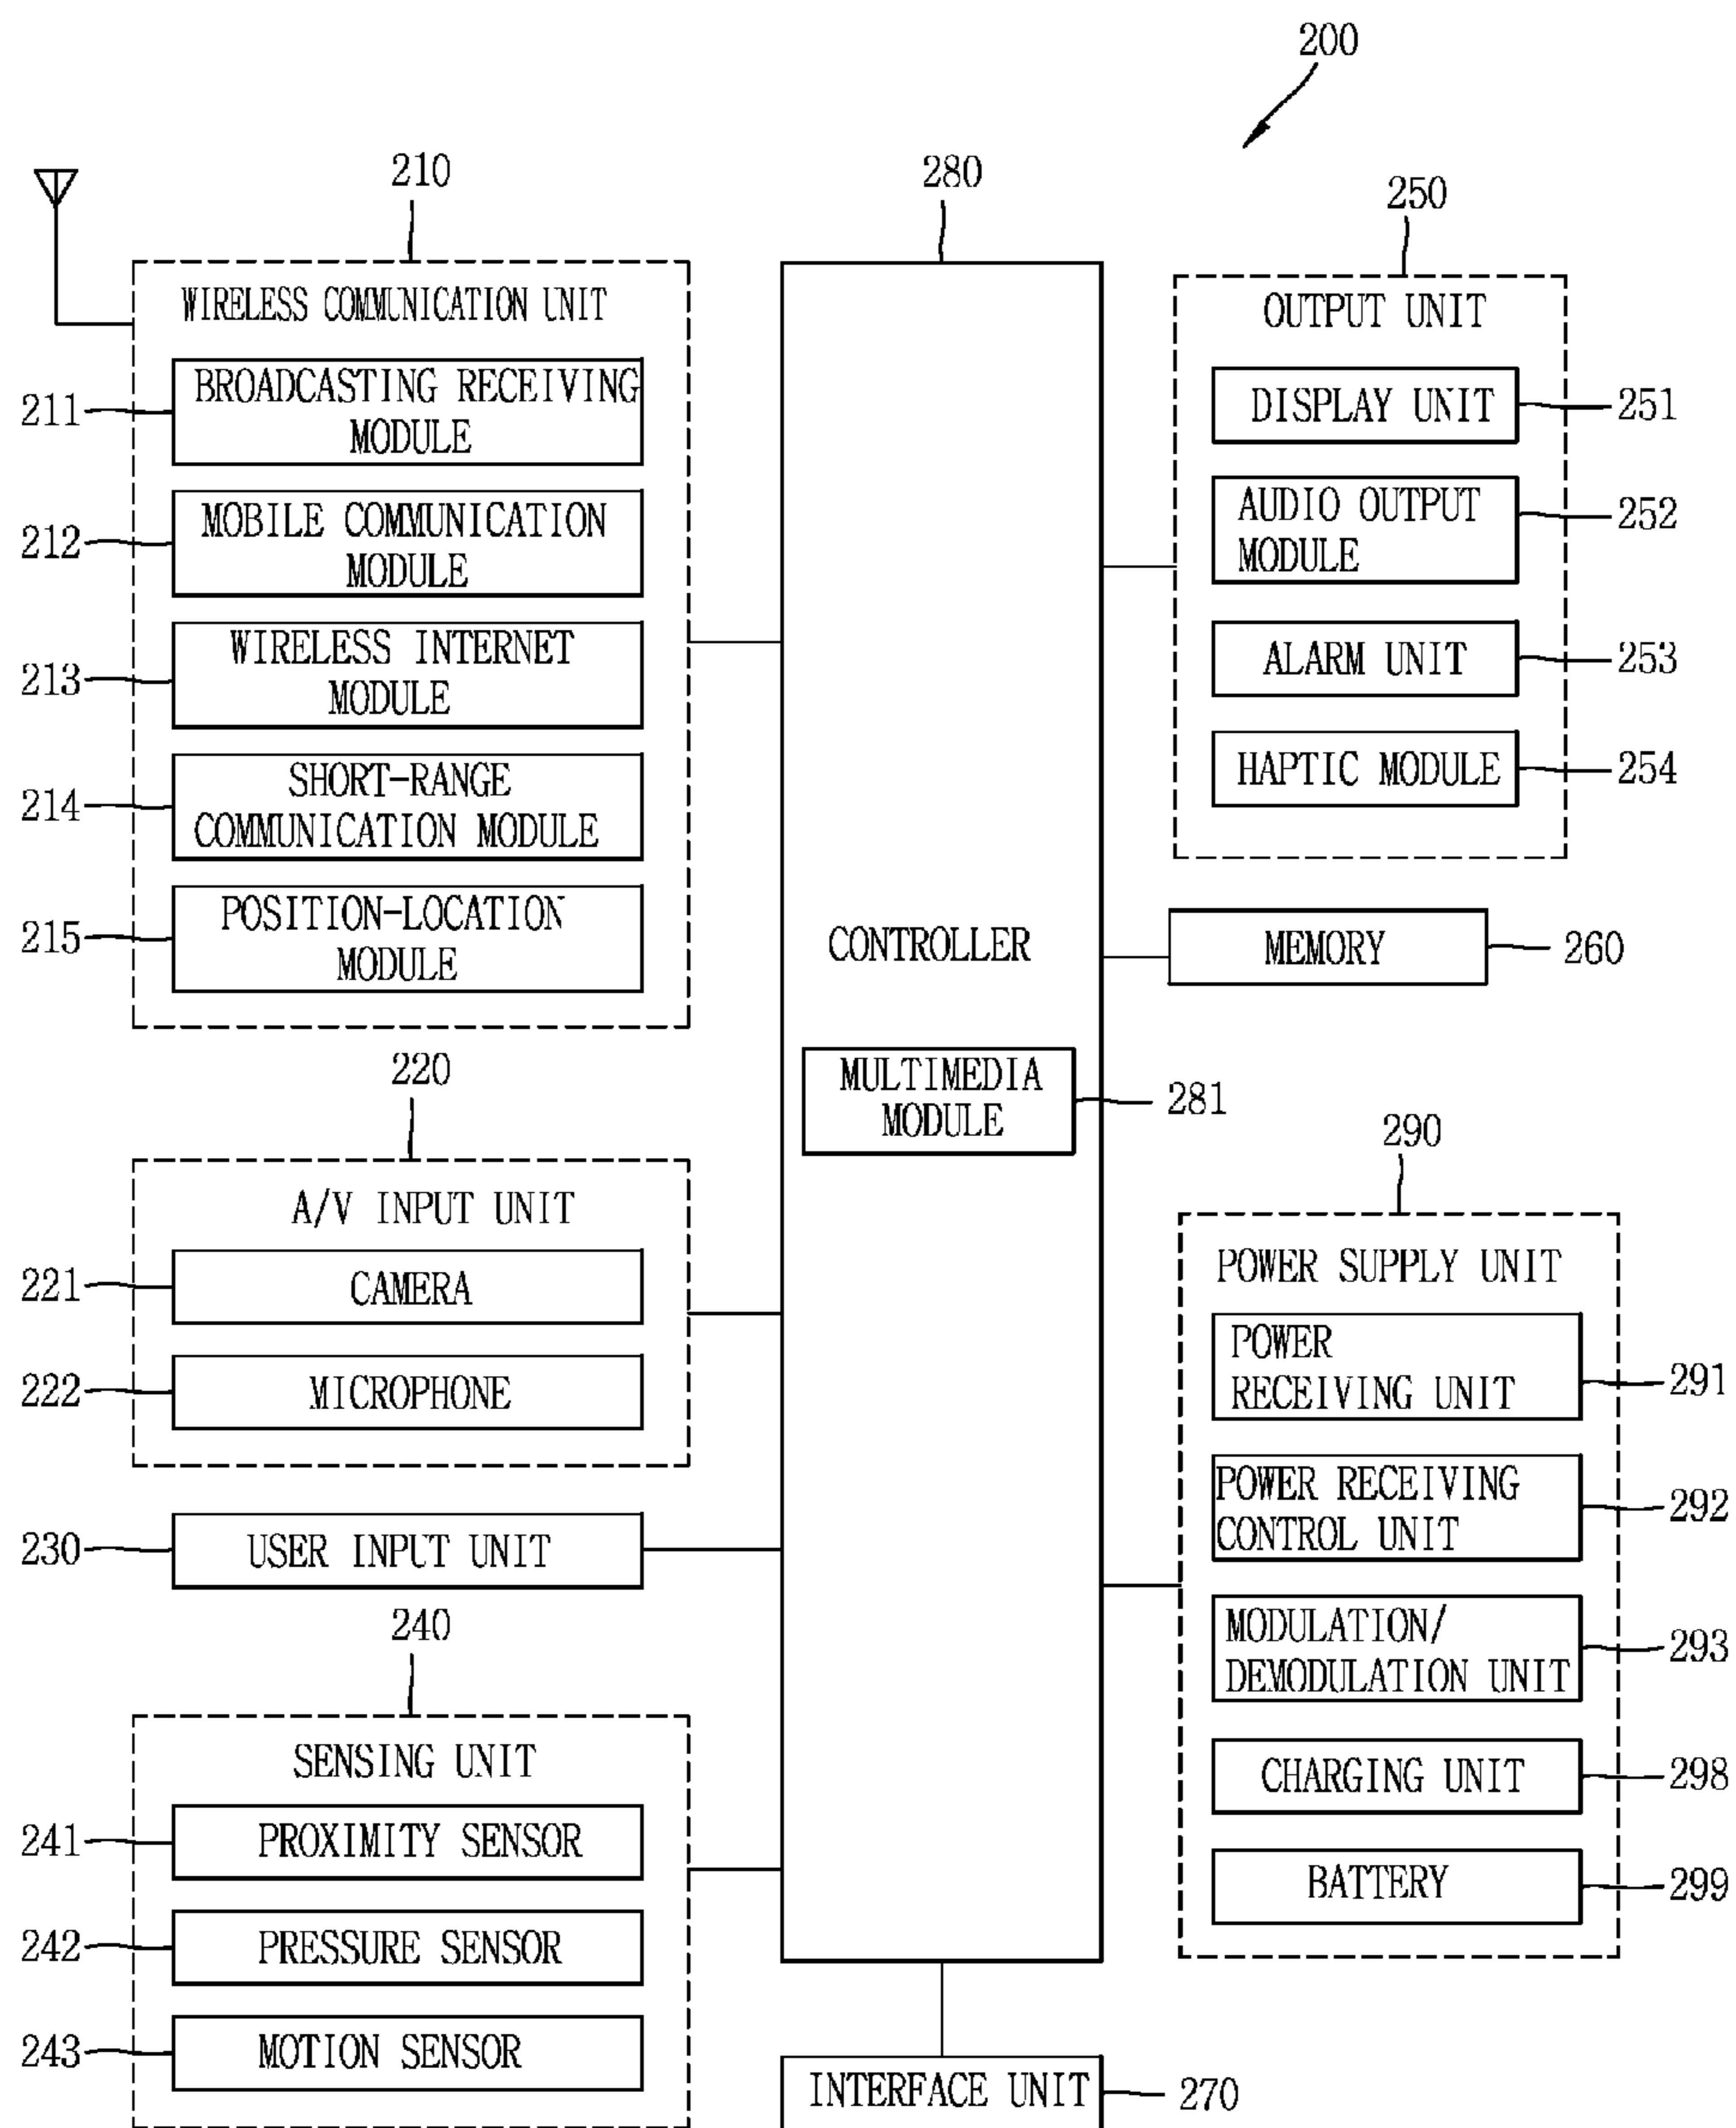 200
210
WIRELESS COMMUNICATION UNIT
211
BROADCASTING RECEIVING
MODULE
212
MOBILE COMMUNICATION
MODULE
213
WIRELESS INTERNET
MODULE
214
SHORT-RANGE
COMMUNICATION MODULE
215
POSITION-LOCATION
MODULE
220
A/V INPUT UNIT
221
CAMERA
222
MICROPHONE
230
USER INPUT UNIT
240
SENSING UNIT
241
PROXIMITY SENSOR
242
PRESSURE SENSOR
243
MOTION SENSOR
280
CONTROLLER
MULTIMEDIA
MODULE
281
INTERFACE UNIT
270
250
OUTPUT UNIT
DISPLAY UNIT
251
AUDIO OUTPUT
MODULE
252
ALARM UNIT
253
HAPTIC MODULE
254
MEMORY
260
290
POWER SUPPLY UNIT
POWER
RECEIVING UNIT
291
POWER RECEIVING
CONTROL UNIT
292
MODULATION/
DEMODULATION UNIT
293
CHARGING UNIT
298
BATTERY
299